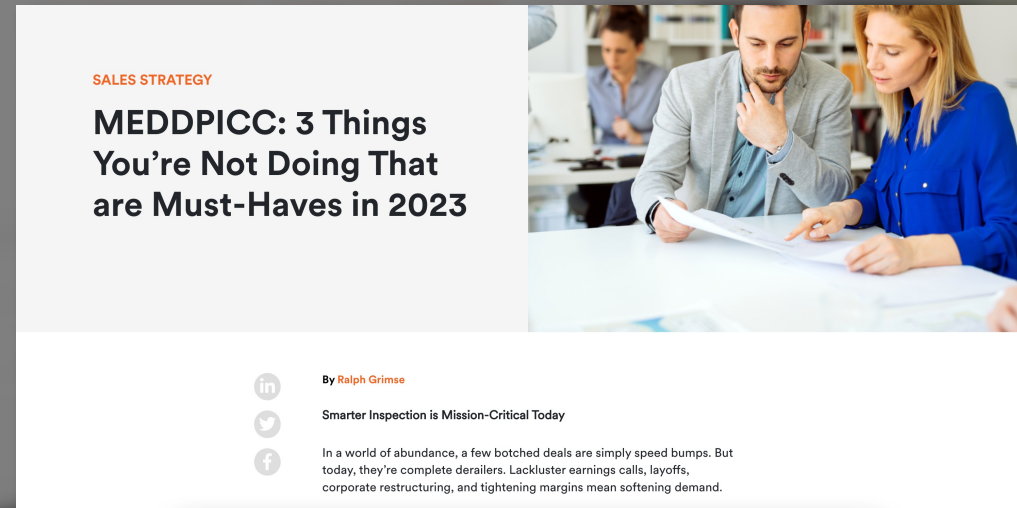 SALES STRATEGY
MEDDPICC: 3 Things
You're Not Doing That
are Must-Haves in 2023
By Ralph Grimse
Smarter Inspection is Mission-Critical Today
In a world of abundance, a few botched deals are simply speed bumps. But
today, they're complete derailers. Lackluster earnings calls, layoffs,
corporate restructuring, and tightening margins mean softening demand.